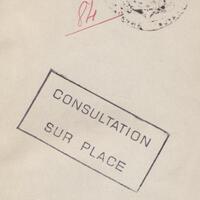 84
CONSULTATION
SUR PLACE